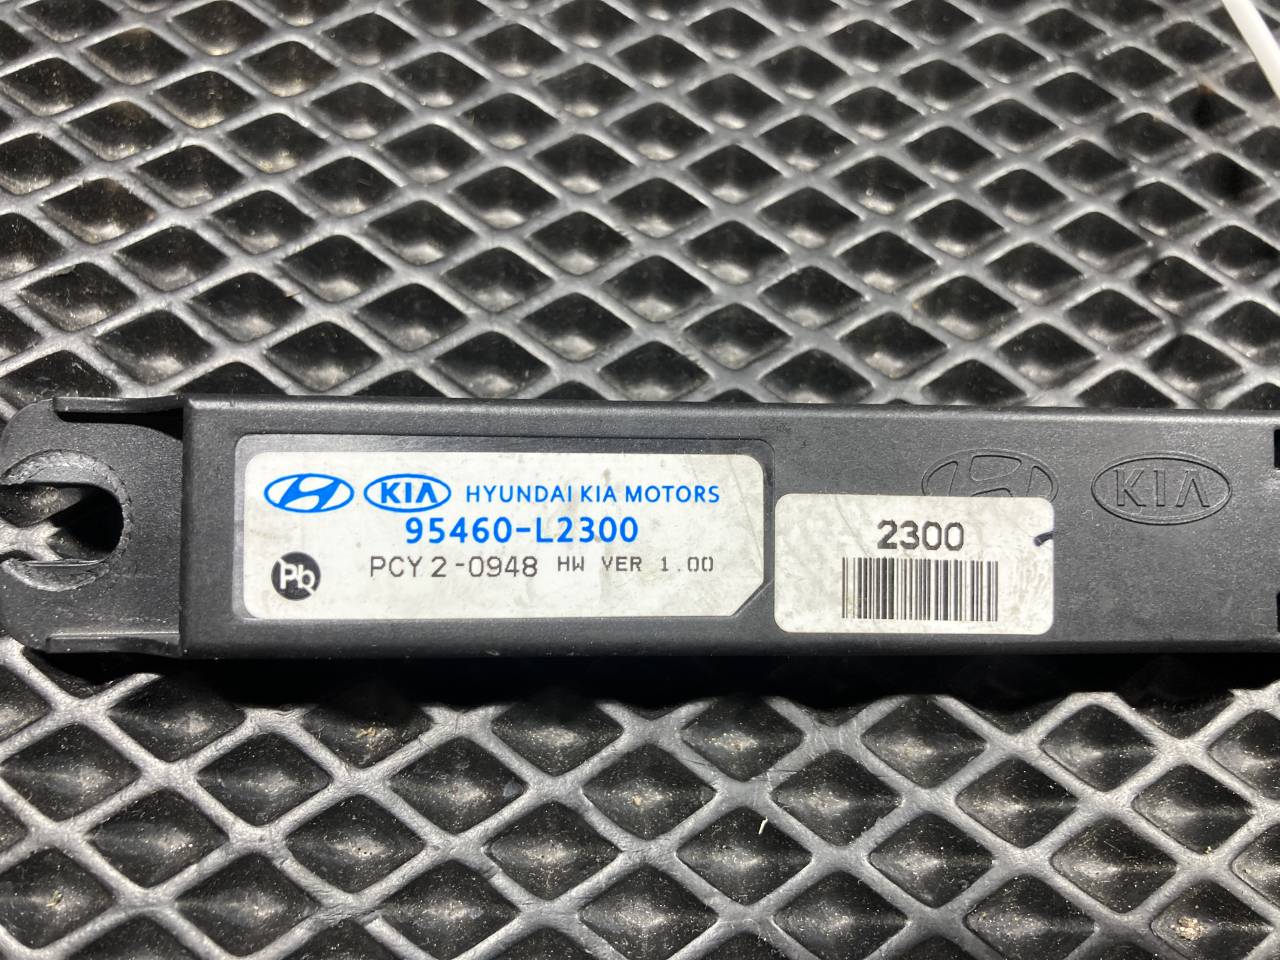 KIA HYUNDAI KIA MOTORS
95460-L2300
Pb PCY 2 -0948 HW VER 1.00
2300
KIA